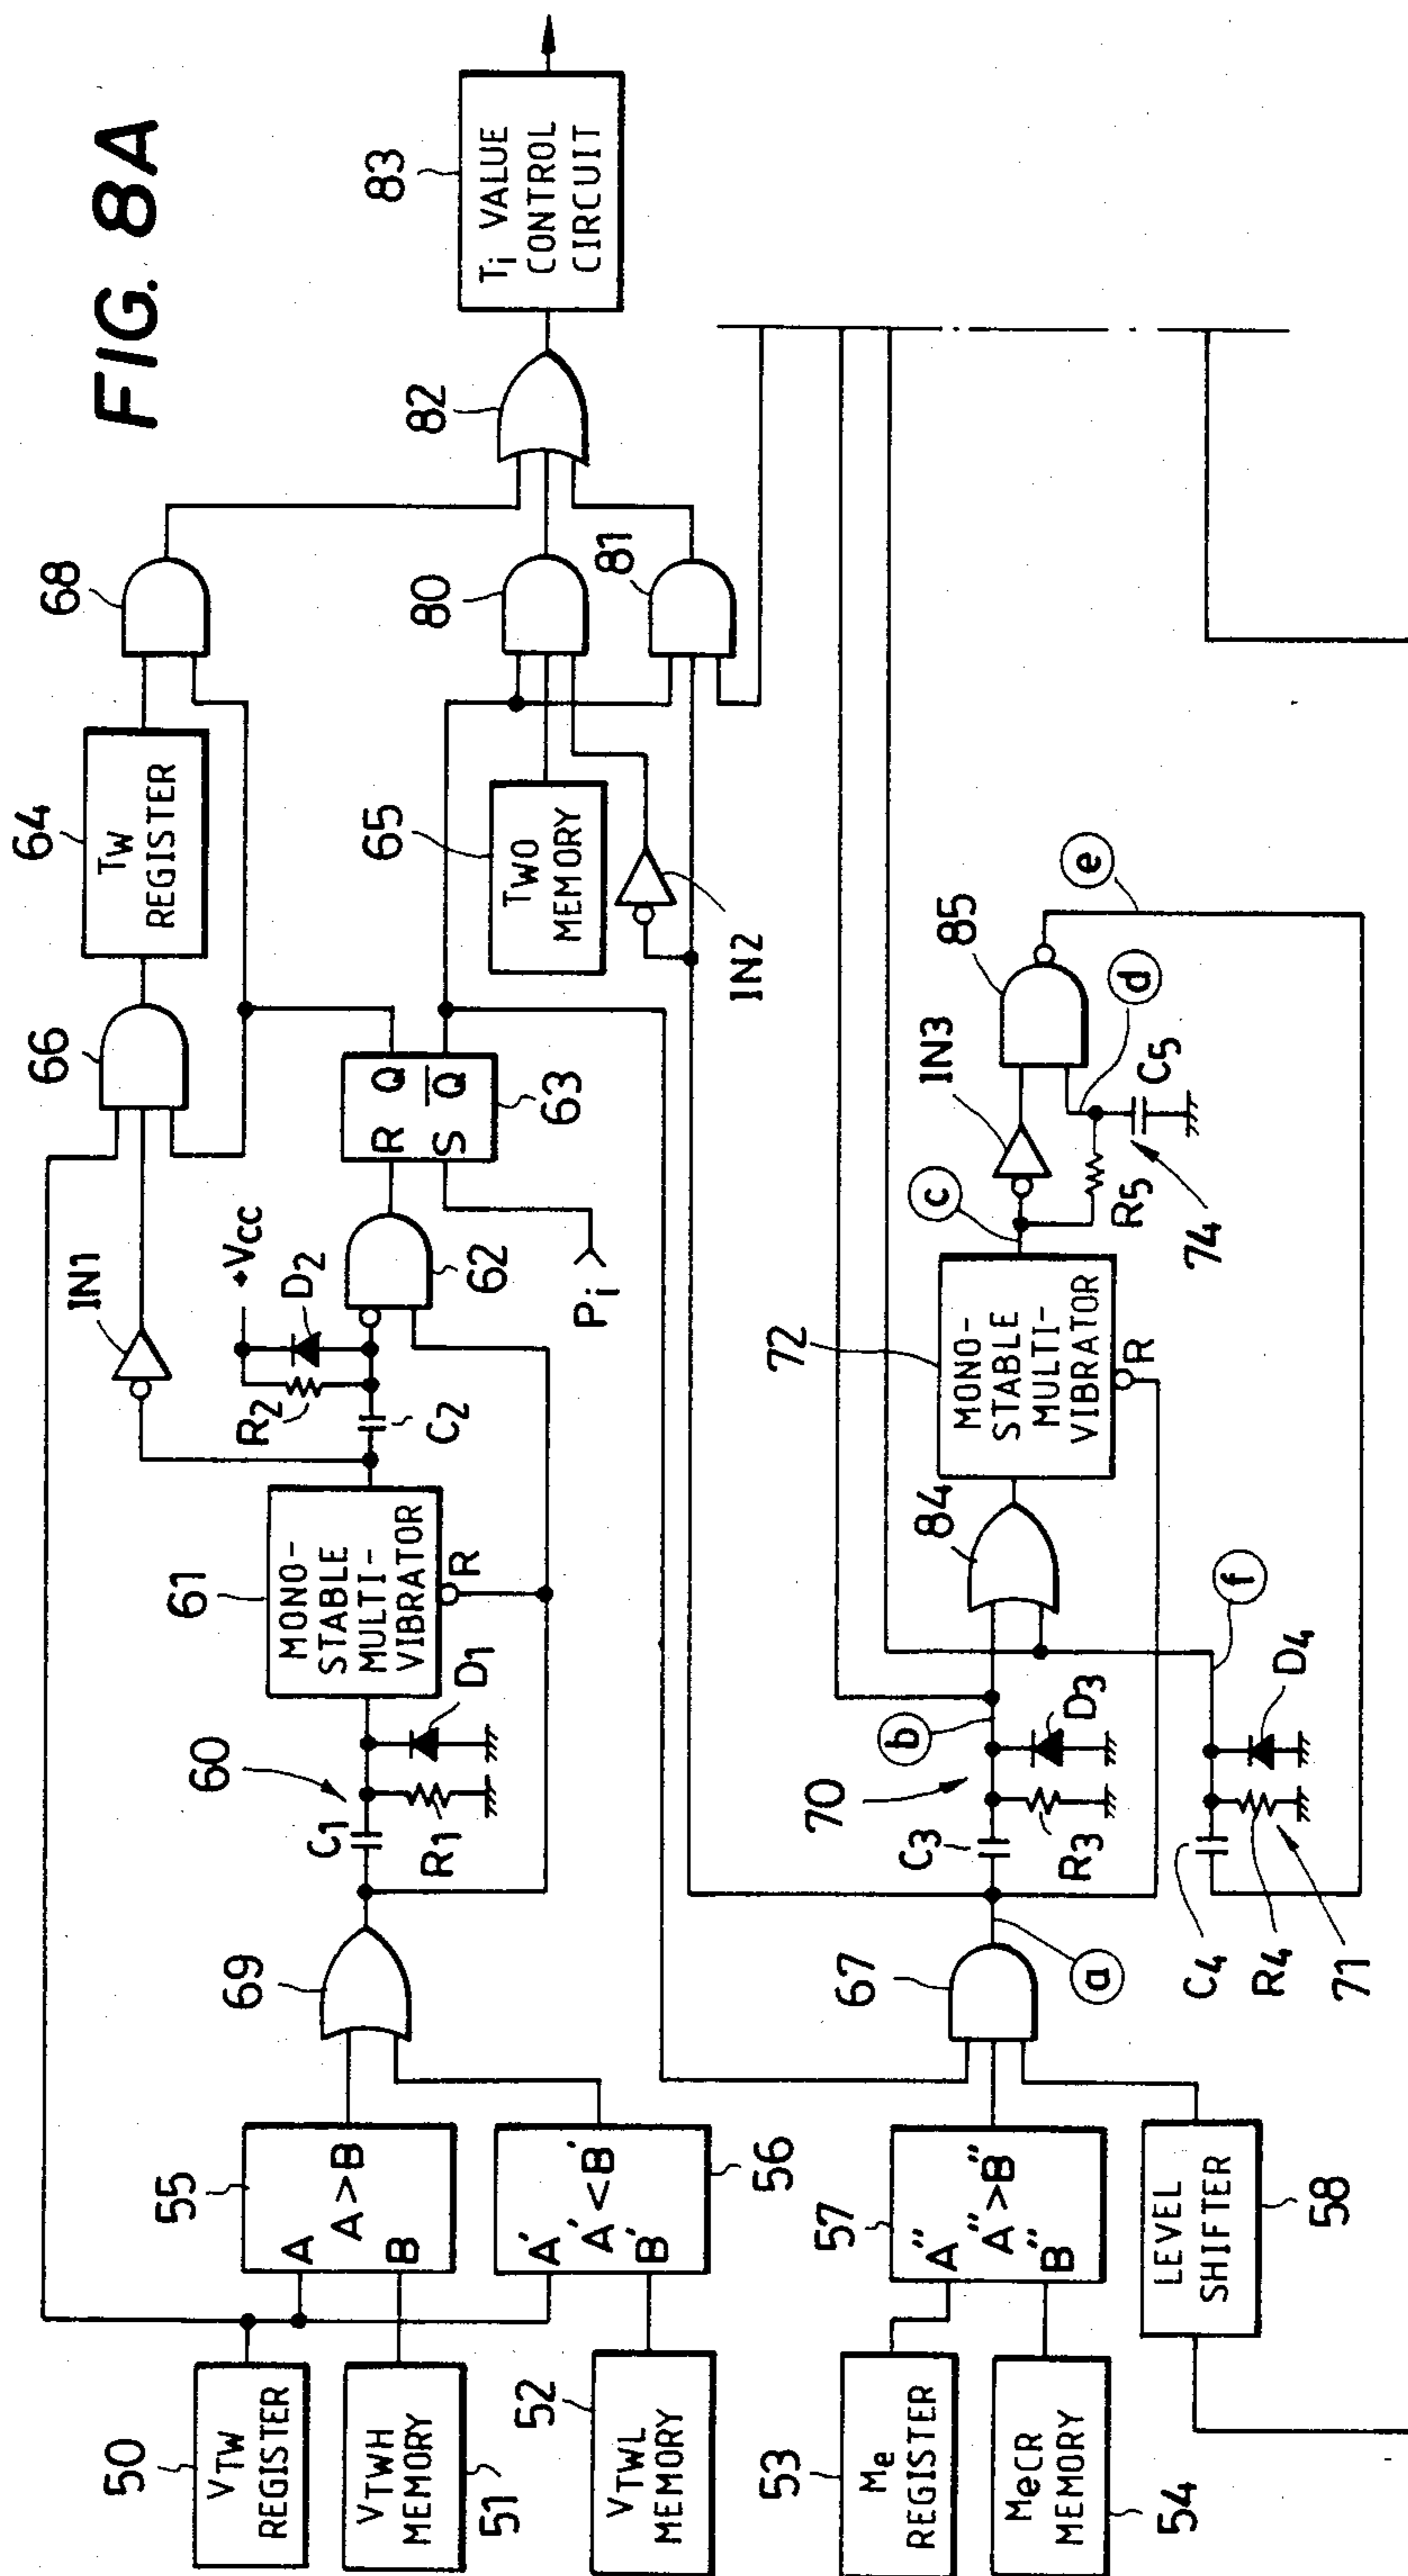 FIG. 8A
50
VTW
REGISTER
VTWH
MEMORY
51
52
VTWL
MEMORY
55
A
A>B
B
A'
A'<B'
B'
56
69
60
C1
R1
D1
61
MONO-
STABLE
MULTI-
VIBRATOR
R
IN1
+VCC
R2
D2
C2
62
Pi
R Q
S Q̅
63
66
64
TW
REGISTER
68
65
TWO
MEMORY
IN2
80
81
82
83
Ti VALUE
CONTROL
CIRCUIT
53
Me
REGISTER
MeCR
MEMORY
54
57
A"
A">B"
B"
LEVEL
SHIFTER
58
67
a
70
C3
R3
D3
b
C4
R4
71
D4
f
84
72
MONO-
STABLE
MULTI-
VIBRATOR
R
c
IN3
R5
74
C5
d
85
e